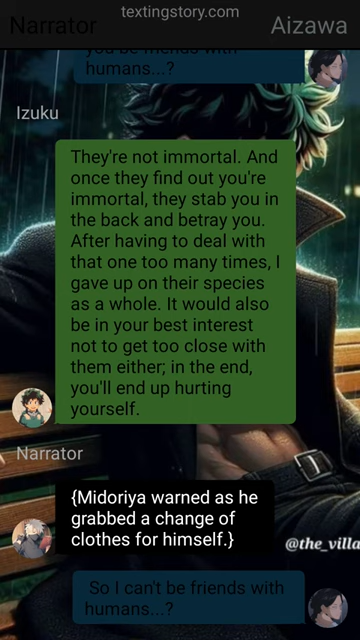 textingstory.com
Narrator Aizawa
you be friends with
humans...?
Izuku
They're not immortal. And
once they find out you're
immortal, they stab you in
the back and betray you.
After having to deal with
that one too many times, I
gave up on their species
as a whole. It would also
be in your best interest
not to get too close with
them either; in the end,
you'll end up hurting
yourself.
Narrator
{Midoriya warned as he
grabbed a change of
clothes for himself.}
@the_villa
So I can't be friends with
humans...?